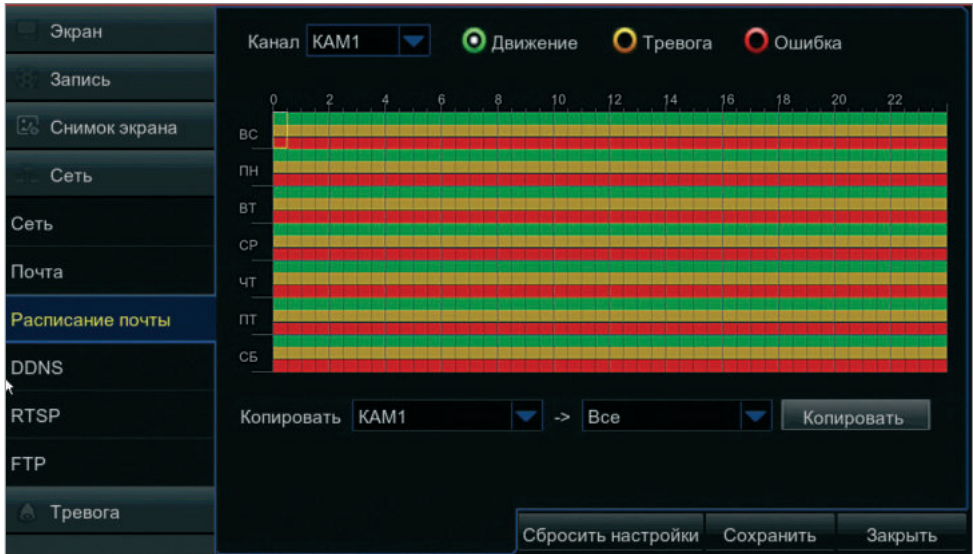 Экран
Запись
Снимок экрана
Сеть
Сеть
Почта
Расписание почты
DDNS
RTSP
FTP
Тревога
Канал КАМ1 Движение Тревога Ошибка
0 2 4 6 8 10 12 14 16 18 20 22
ВС
ПН
ВТ
СР
ЧТ
ПТ
СБ
Копировать КАМ1 -> Все Копировать
Сбросить настройки Сохранить Закрыть